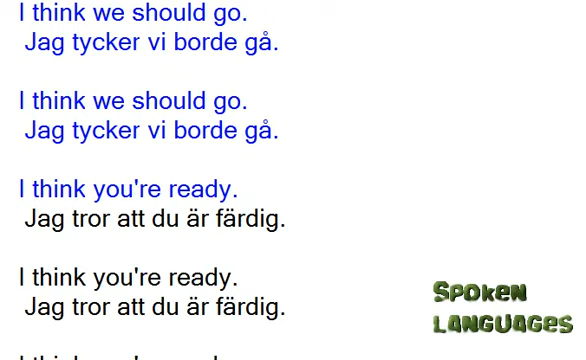 I think we should go.
Jag tycker vi borde gå.
I think we should go.
Jag tycker vi borde gå.
I think you're ready.
Jag tror att du är färdig.
I think you're ready.
Jag tror att du är färdig.
SPOKEN
LANGUAGES